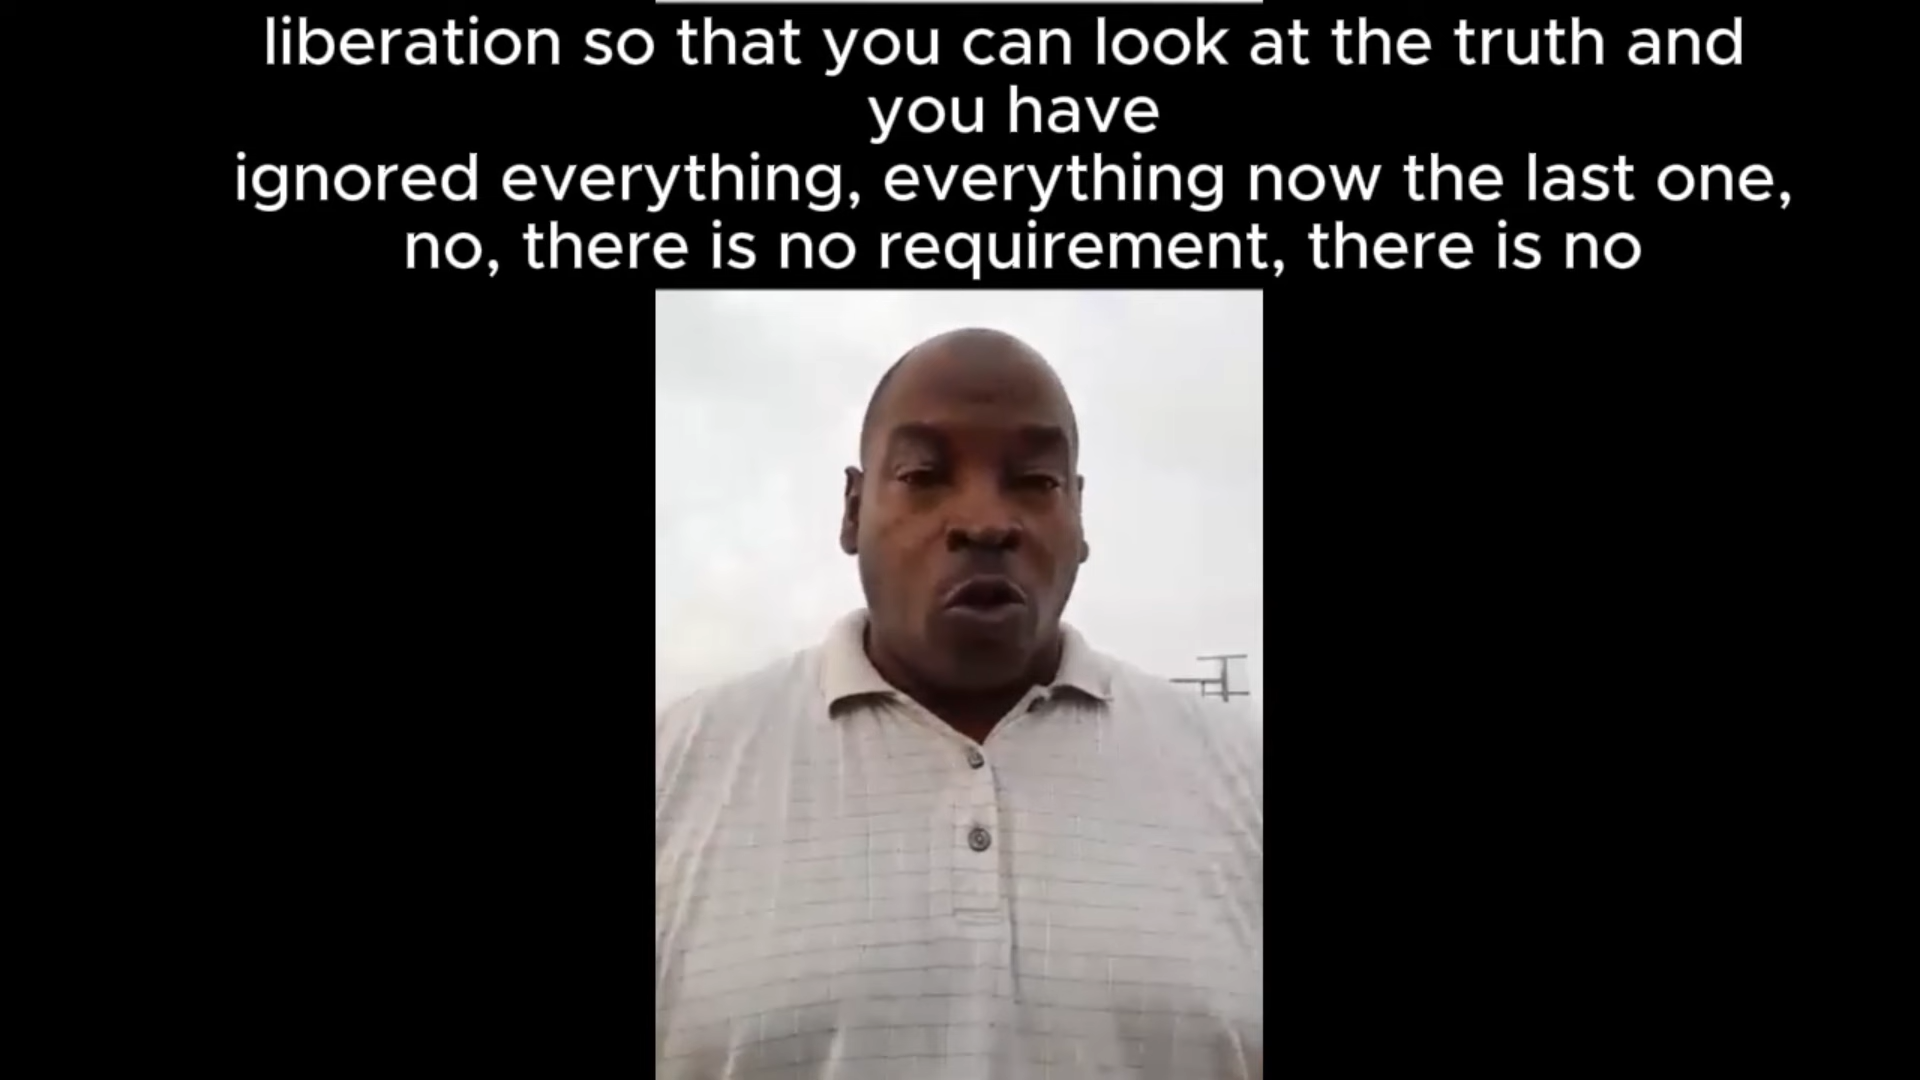 liberation so that you can look at the truth and
you have
ignored everything, everything now the last one,
no, there is no requirement, there is no